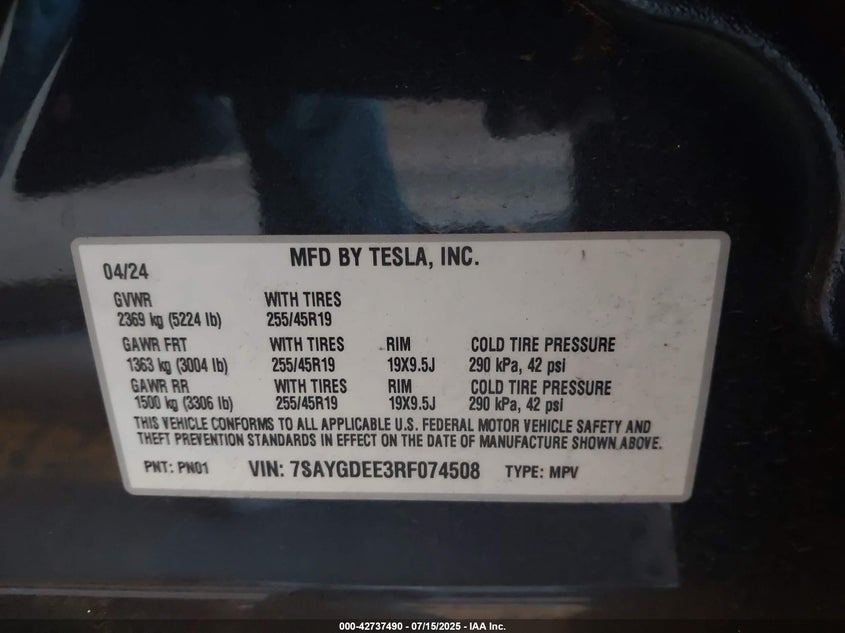 MFD BY TESLA, INC.
04/24
GVWR WITH TIRES
2369 kg (5224 lb) 255/45R19
GAWR FRT WITH TIRES RIM COLD TIRE PRESSURE
1363 kg (3004 lb) 255/45R19 19X9.5J 290 kPa, 42 psi
GAWR RR WITH TIRES RIM COLD TIRE PRESSURE
1500 kg (3306 lb) 255/45R19 19X9.5J 290 kPa, 42 psi
THIS VEHICLE CONFORMS TO ALL APPLICABLE U.S. FEDERAL MOTOR VEHICLE SAFETY AND
THEFT PREVENTION STANDARDS IN EFFECT ON THE DATE OF MANUFACTURE SHOWN ABOVE.
PNT: PN01 VIN: 7SAYGDEE3RF074508 TYPE: MPV
000-42737490 - 07/15/2025 - IAA Inc.